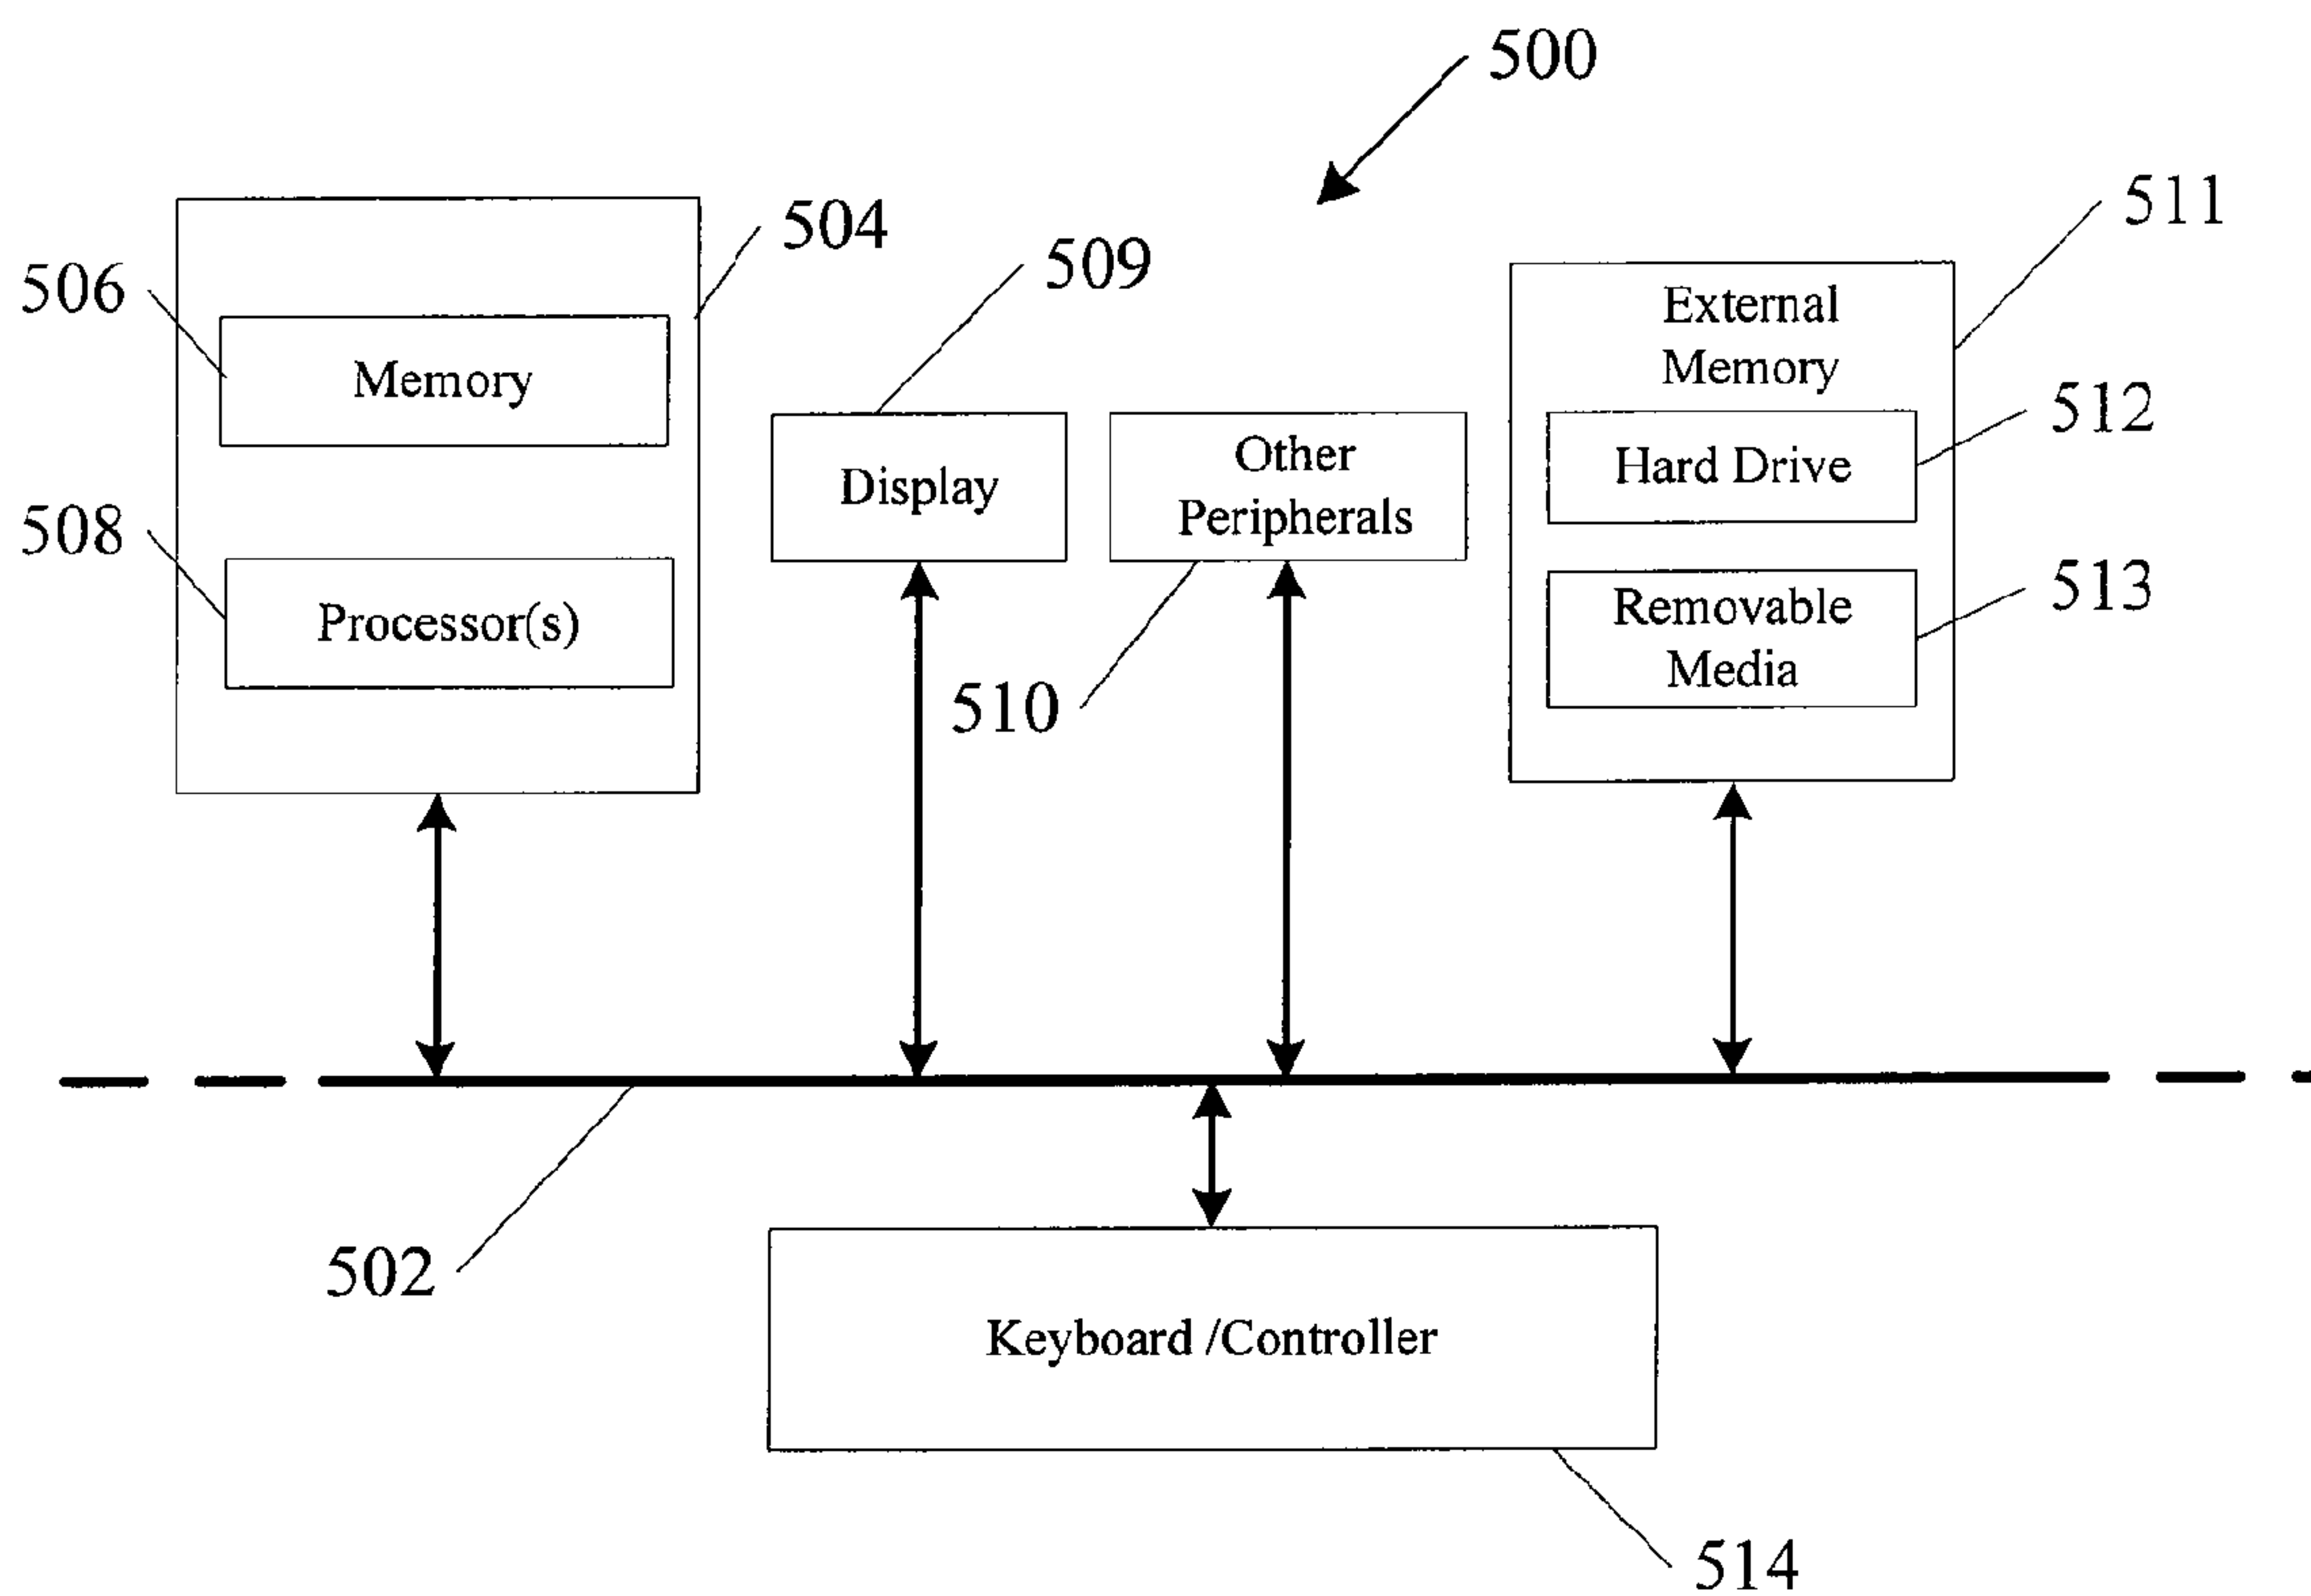 500
511
504
509
506
External
Memory
Memory
512
Other
Peripherals
Hard Drive
Display
508
513
Removable
Media
Processor(s)
510
502
Keyboard /Controller
514